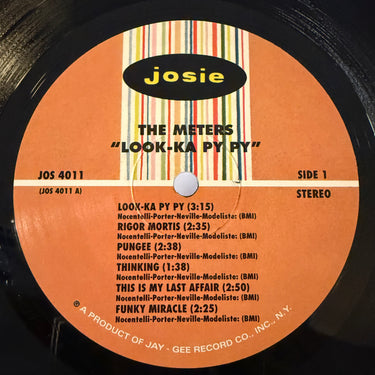 josie
THE METERS
"LOOK-KA PY PY"
JOS 4011
(JOS 4011 A)
SIDE 1
STEREO
LOOK-KA PY PY (3:15)
Nocentelli-Porter-Neville-Modeliste: (BMI)
RIGOR MORTIS (2:35)
Nocentelli-Porter-Neville-Modeliste: (BMI)
PUNGEE (2:38)
Nocentelli-Porter-Neville-Modeliste: (BMI)
THINKING (1:38)
Nocentelli-Porter-Neville-Modeliste: (BMI)
THIS IS MY LAST AFFAIR (2:50)
Nocentelli-Porter-Neville-Modeliste: (BMI)
FUNKY MIRACLE (2:25)
Nocentelli-Porter-Neville-Modeliste: (BMI)
℗ A PRODUCT OF JAY - GEE RECORD CO., INC., N.Y.